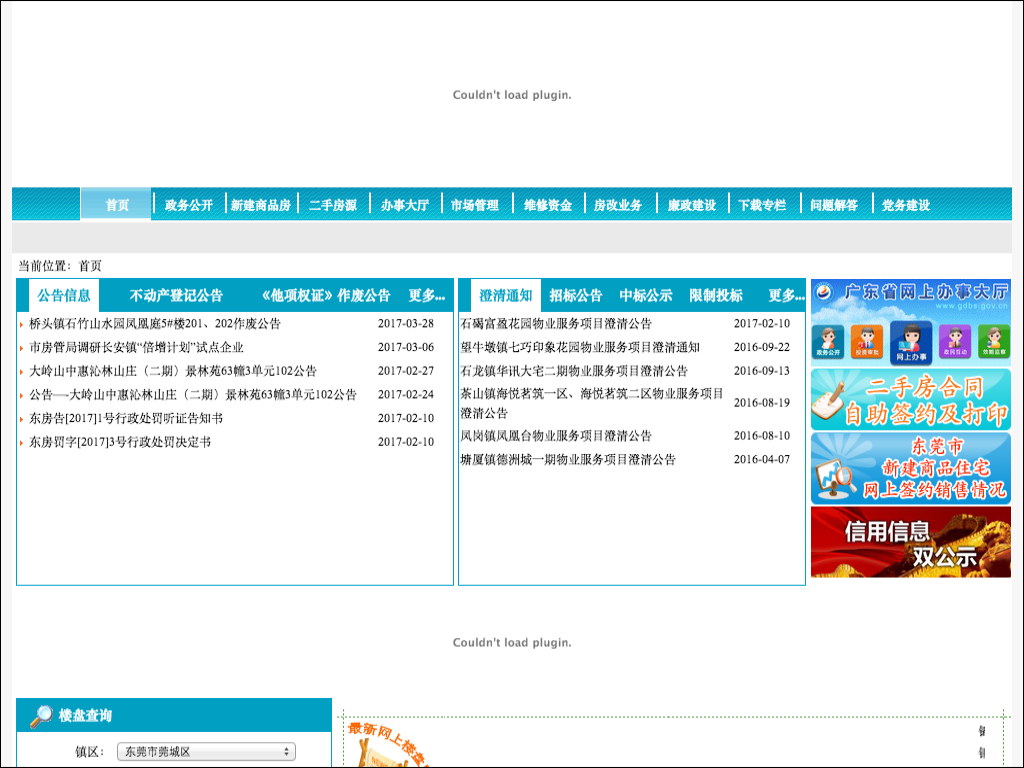 Couldn't load plugin.
首页 政务公开 新建商品房 二手房源 办事大厅 市场管理 维修资金 房改业务 廉政建设 下载专栏 问题解答 党务建设
当前位置：首页
公告信息 不动产登记公告 《他项权证》作废公告 更多...
桥头镇石竹山水园凤凰庭5#楼201、202作废公告 2017-03-28
市房管局调研长安镇“倍增计划”试点企业 2017-03-06
大岭山中惠沁林山庄（二期）景林苑63幢3单元102公告 2017-02-27
公告—-大岭山中惠沁林山庄（二期）景林苑63幢3单元102公告 2017-02-24
东房告[2017]1号行政处罚听证告知书 2017-02-10
东房罚字[2017]3号行政处罚决定书 2017-02-10
澄清通知 招标公告 中标公示 限制投标 更多...
石碣富盈花园物业服务项目澄清公告 2017-02-10
望牛墩镇七巧印象花园物业服务项目澄清通知 2016-09-22
石龙镇华讯大宅二期物业服务项目澄清公告 2016-09-13
茶山镇海悦茗筑一区、海悦茗筑二区物业服务项目
澄清公告 2016-08-19
凤岗镇凤凰台物业服务项目澄清公告 2016-08-10
塘厦镇德洲城一期物业服务项目澄清公告 2016-04-07
广东省网上办事大厅
www.gdbs.gov.cn
政务公开 投资审批 网上办事 政民互动 效能监察
二手房合同
自助签约及打印
东莞市
新建商品住宅
网上签约销售情况
信用信息
双公示
Couldn't load plugin.
楼盘查询
镇区： 东莞市莞城区
最新网上楼盘